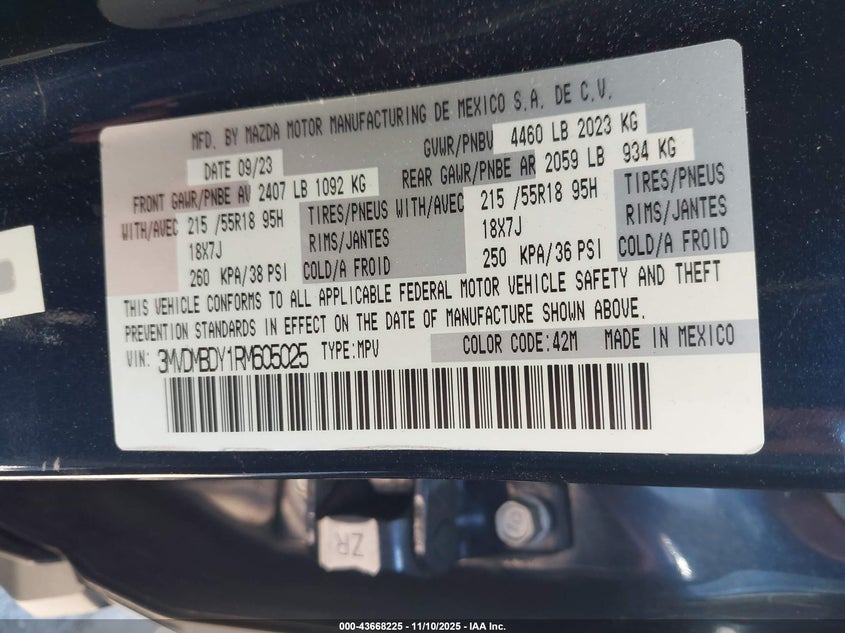 MFD. BY MAZDA MOTOR MANUFACTURING DE MEXICO S.A. DE C.V.
DATE 09/23 GVWR/PNBV 4460 LB 2023 KG
FRONT GAWR/PNBE AV 2407 LB 1092 KG REAR GAWR/PNBE AR 2059 LB 934 KG
WITH/AVEC 215 /55R18 95H TIRES/PNEUS WITH/AVEC 215 /55R18 95H TIRES/PNEUS
18X7J RIMS/JANTES 18X7J RIMS/JANTES
260 KPA/38 PSI COLD/A FROID 250 KPA/36 PSI COLD/A FROID
THIS VEHICLE CONFORMS TO ALL APPLICABLE FEDERAL MOTOR VEHICLE SAFETY AND THEFT
PREVENTION STANDARDS IN EFFECT ON THE DATE OF MANUFACTURE SHOWN ABOVE.
VIN: 3MVDMBDY1RM605025 TYPE:MPV COLOR CODE:42M MADE IN MEXICO
ZR
000-43668225 - 11/10/2025 - IAA Inc.